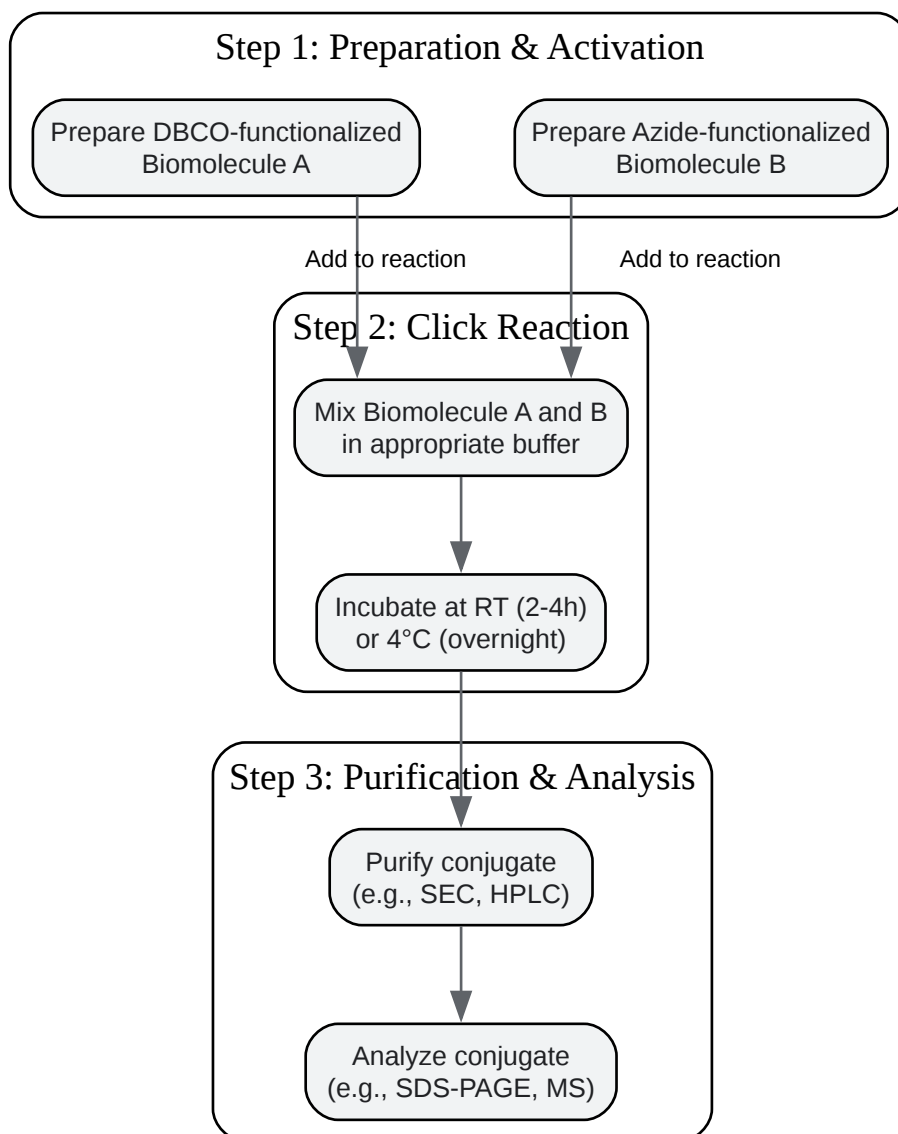 Step 1: Preparation & Activation
Prepare DBCO-functionalized
Biomolecule A
Prepare Azide-functionalized
Biomolecule B
Add to reaction
Add to reaction
Step 2: Click Reaction
Mix Biomolecule A and B
in appropriate buffer
Incubate at RT (2-4h)
or 4°C (overnight)
Step 3: Purification & Analysis
Purify conjugate
(e.g., SEC, HPLC)
Analyze conjugate
(e.g., SDS-PAGE, MS)